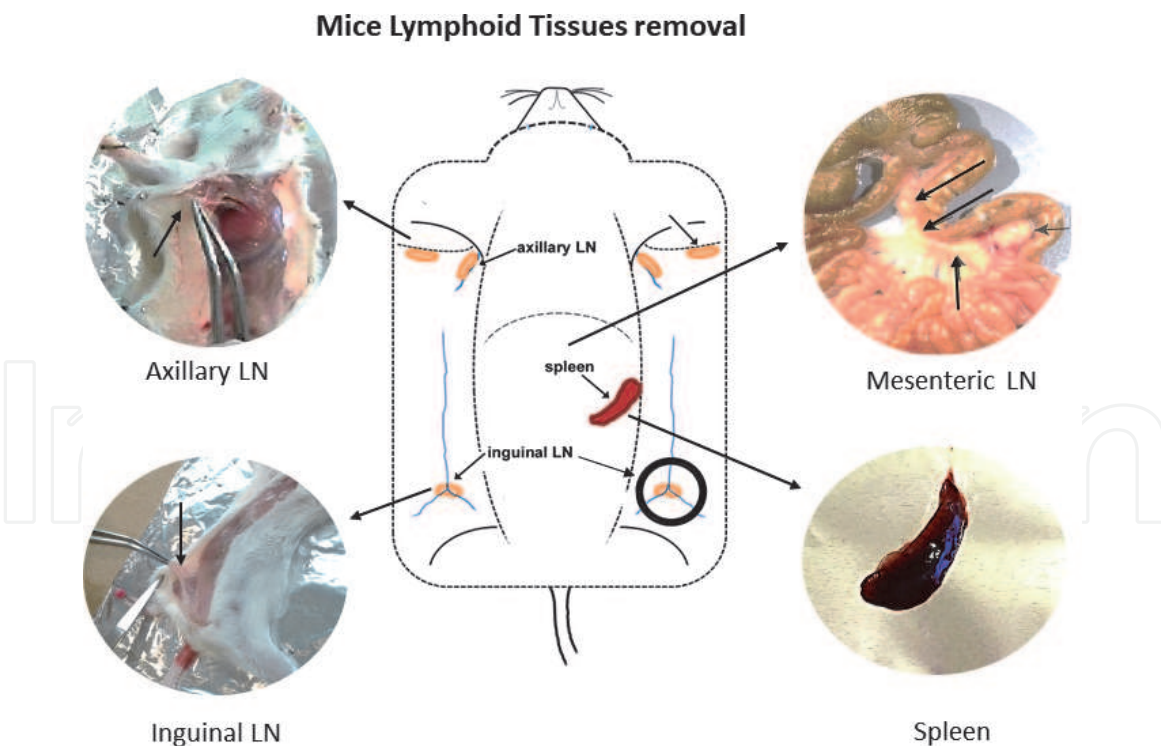 Mice Lymphoid Tissues removal
axillary LN
Axillary LN
spleen
Mesenteric LN
inguinal LN
Inguinal LN
Spleen